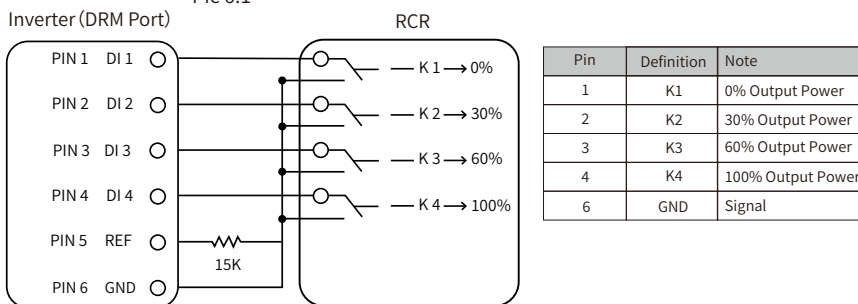 Pic 6.1
Inverter (DRM Port)
RCR
PIN 1 DI 1
K 1 → 0%
PIN 2 DI 2
K 2 → 30%
PIN 3 DI 3
K 3 → 60%
PIN 4 DI 4
K 4 → 100%
PIN 5 REF
15K
PIN 6 GND
Pin Definition Note
1 K1 0% Output Power
2 K2 30% Output Power
3 K3 60% Output Power
4 K4 100% Output Power
6 GND Signal